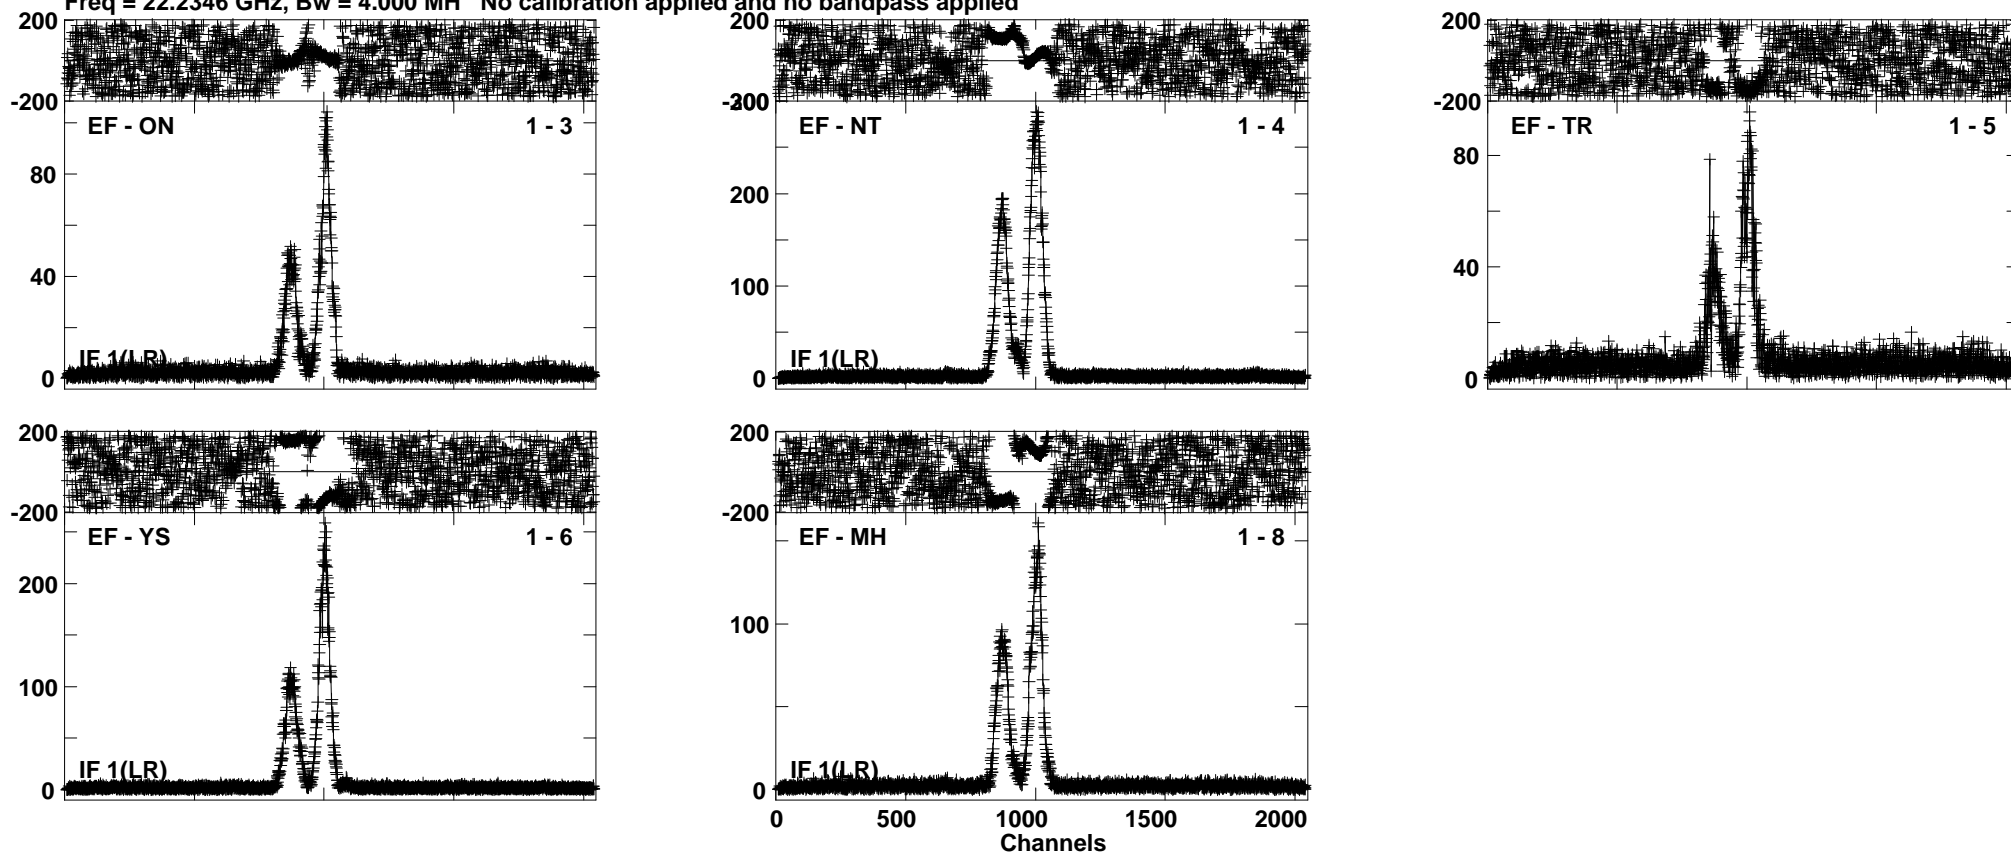 Freq = 22.2346 GHz, Bw = 4.000 MH No calibration applied and no bandpass applied
200
-200
EF - ON
1 - 3
80
40
IF 1(LR)
0
200
-200
300
EF - NT
1 - 4
200
100
IF 1(LR)
0
200
-200
EF - TR
1 - 5
80
40
0
200
-200
EF - YS
1 - 6
200
100
IF 1(LR)
0
200
-200
EF - MH
1 - 8
100
IF 1(LR)
0
0 500 1000 1500 2000
Channels